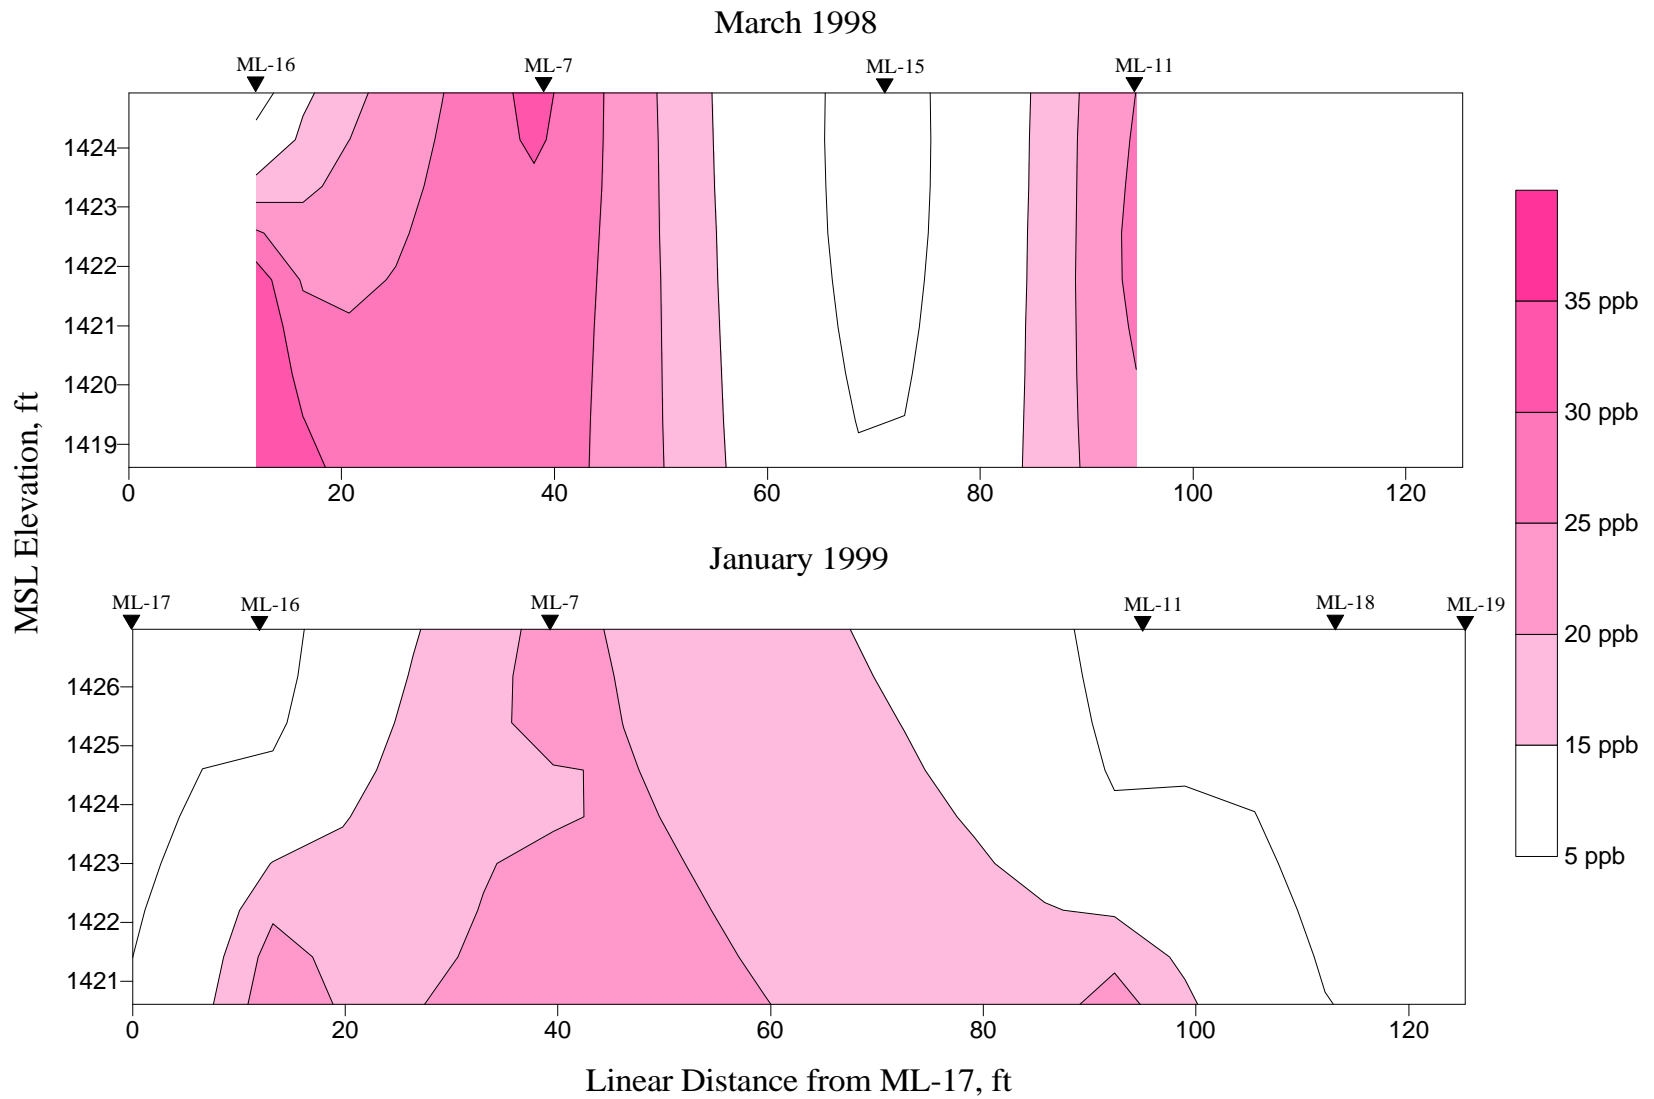 March 1998
ML-16 ML-7 ML-15 ML-11
1424
1423
1422
1421
1420
1419
0 20 40 60 80 100 120
MSL Elevation, ft
35 ppb
30 ppb
25 ppb
20 ppb
15 ppb
5 ppb
January 1999
ML-17 ML-16 ML-7 ML-11 ML-18 ML-19
1426
1425
1424
1423
1422
1421
0 20 40 60 80 100 120
Linear Distance from ML-17, ft